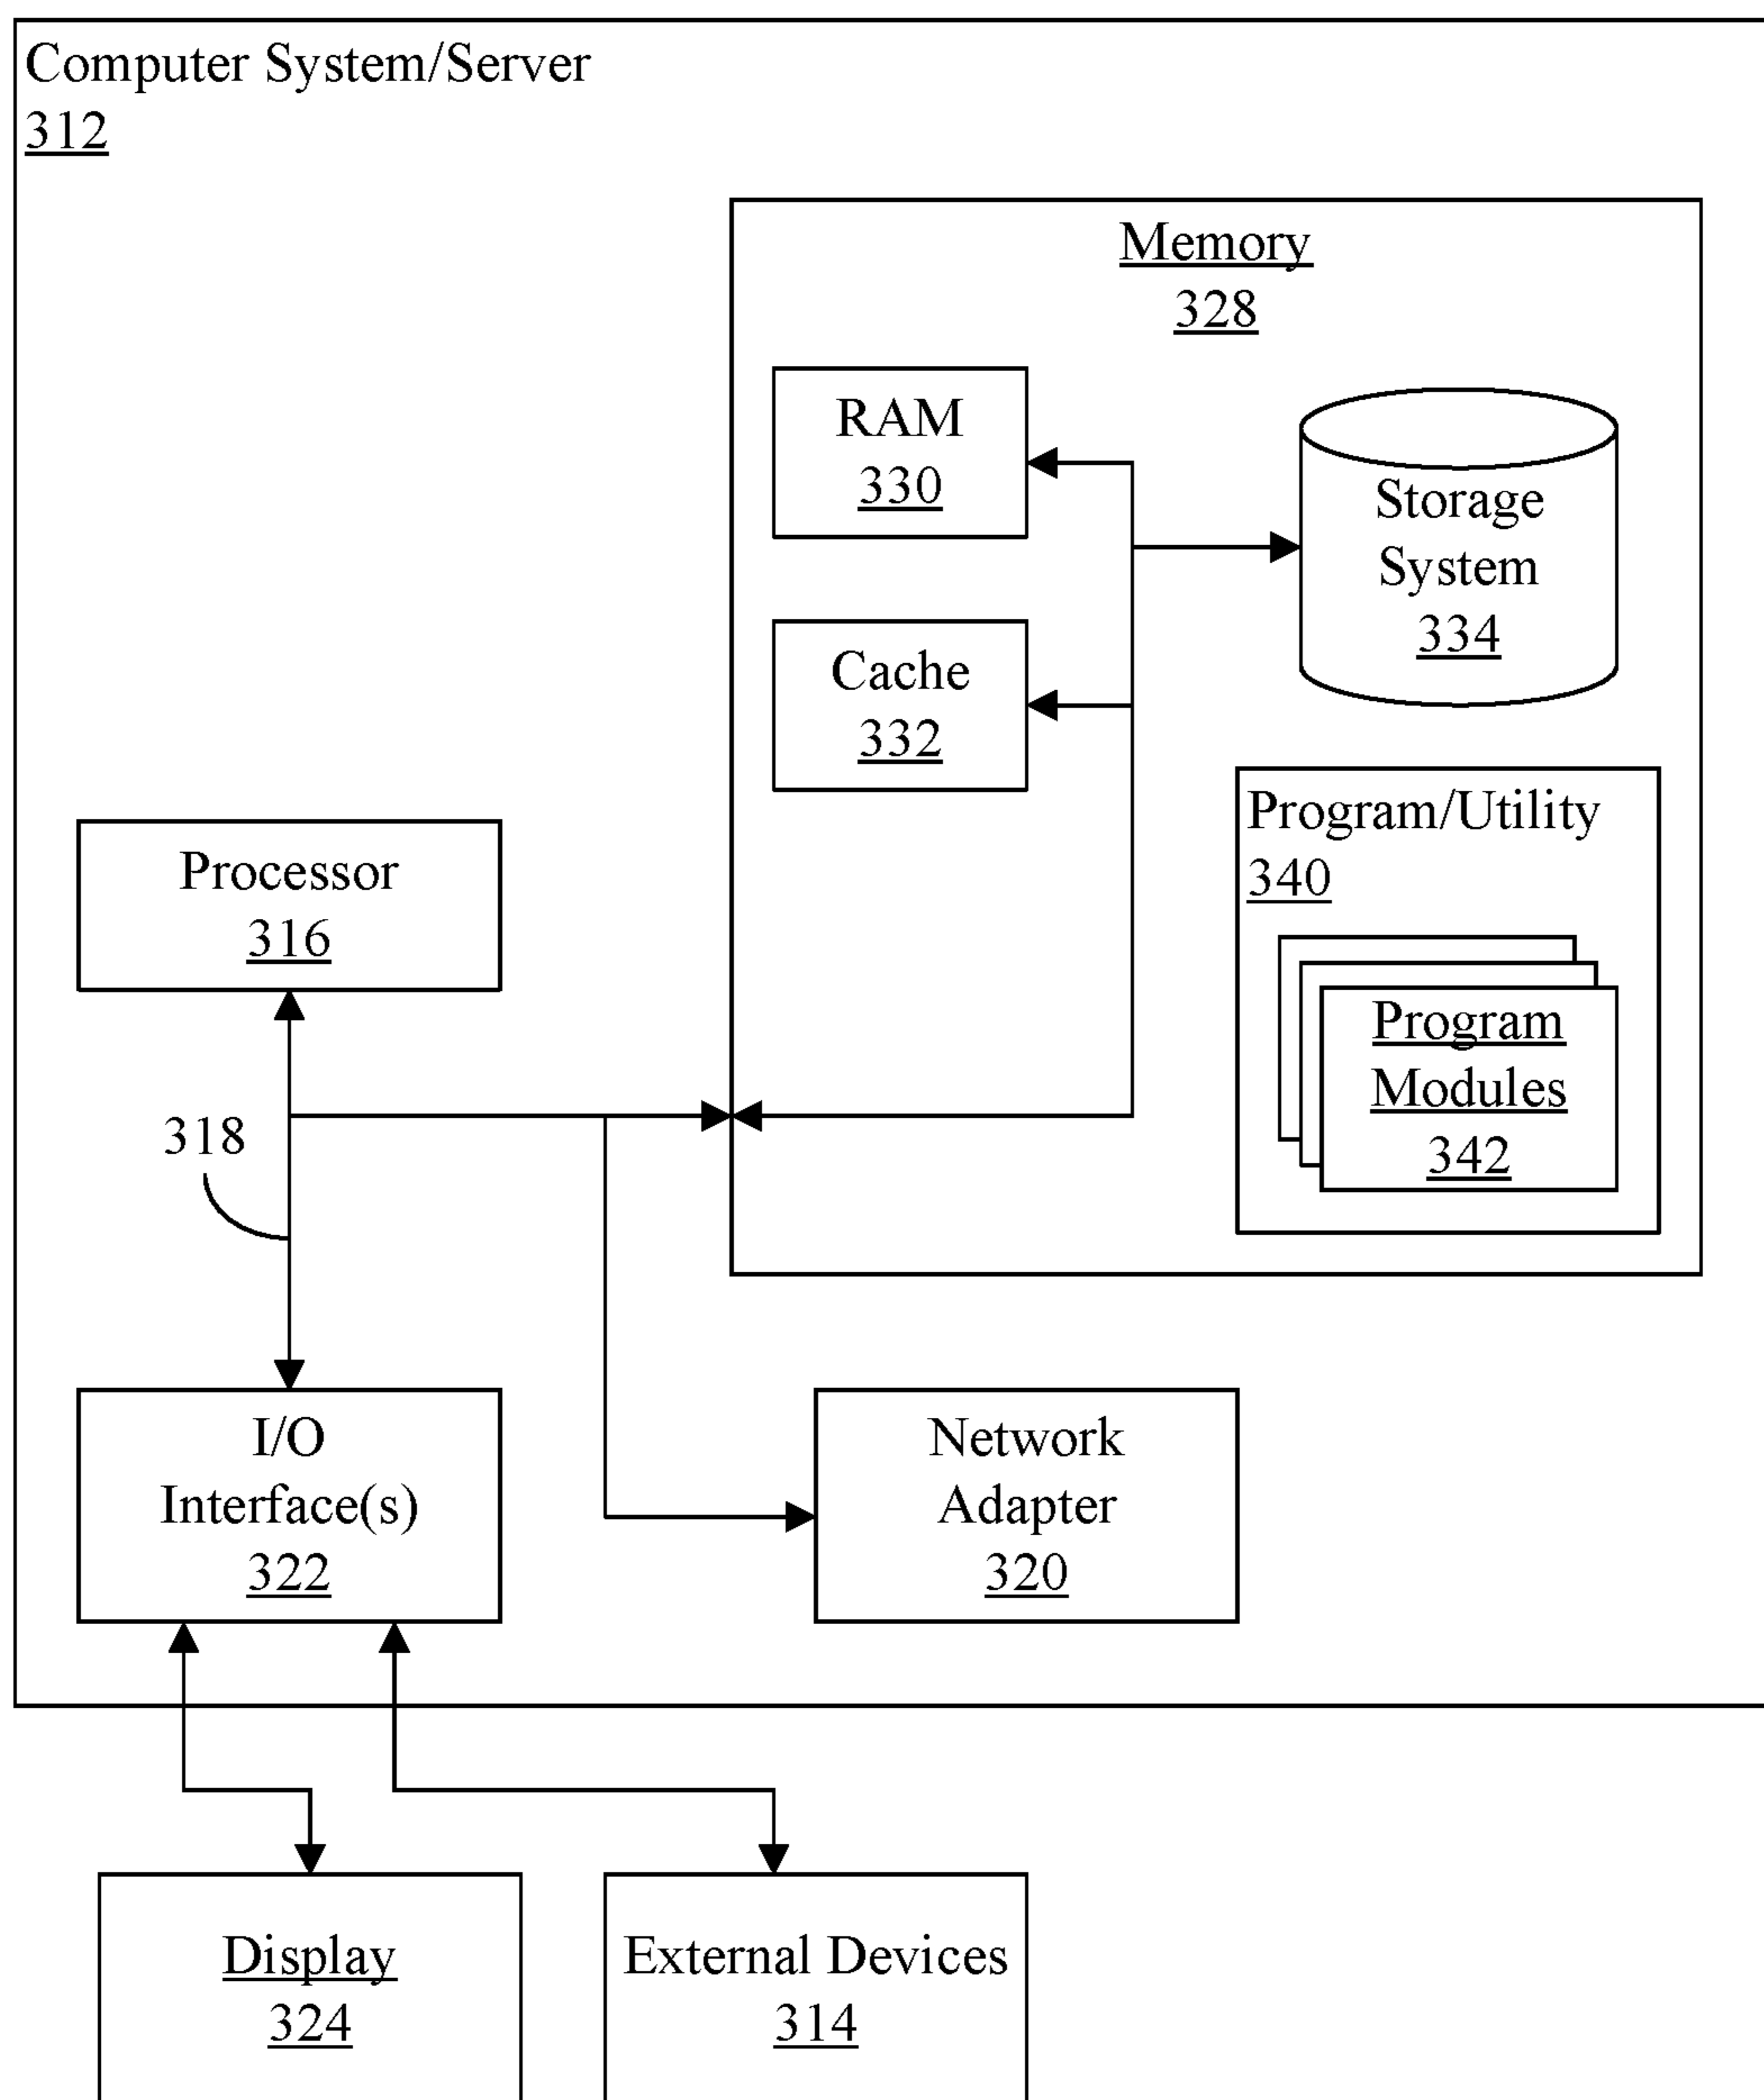 Computer System/Server
312
Memory
328
RAM
330
Storage
System
334
Cache
332
Program/Utility
340
Processor
316
Program
Modules
342
318
I/O
Interface(s)
322
Network
Adapter
320
Display
324
External Devices
314